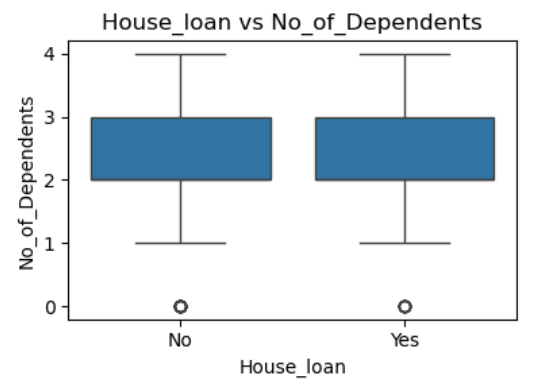 House_loan vs No_of_Dependents
No_of_Dependents
4
3
2
1
0
No Yes
House_loan